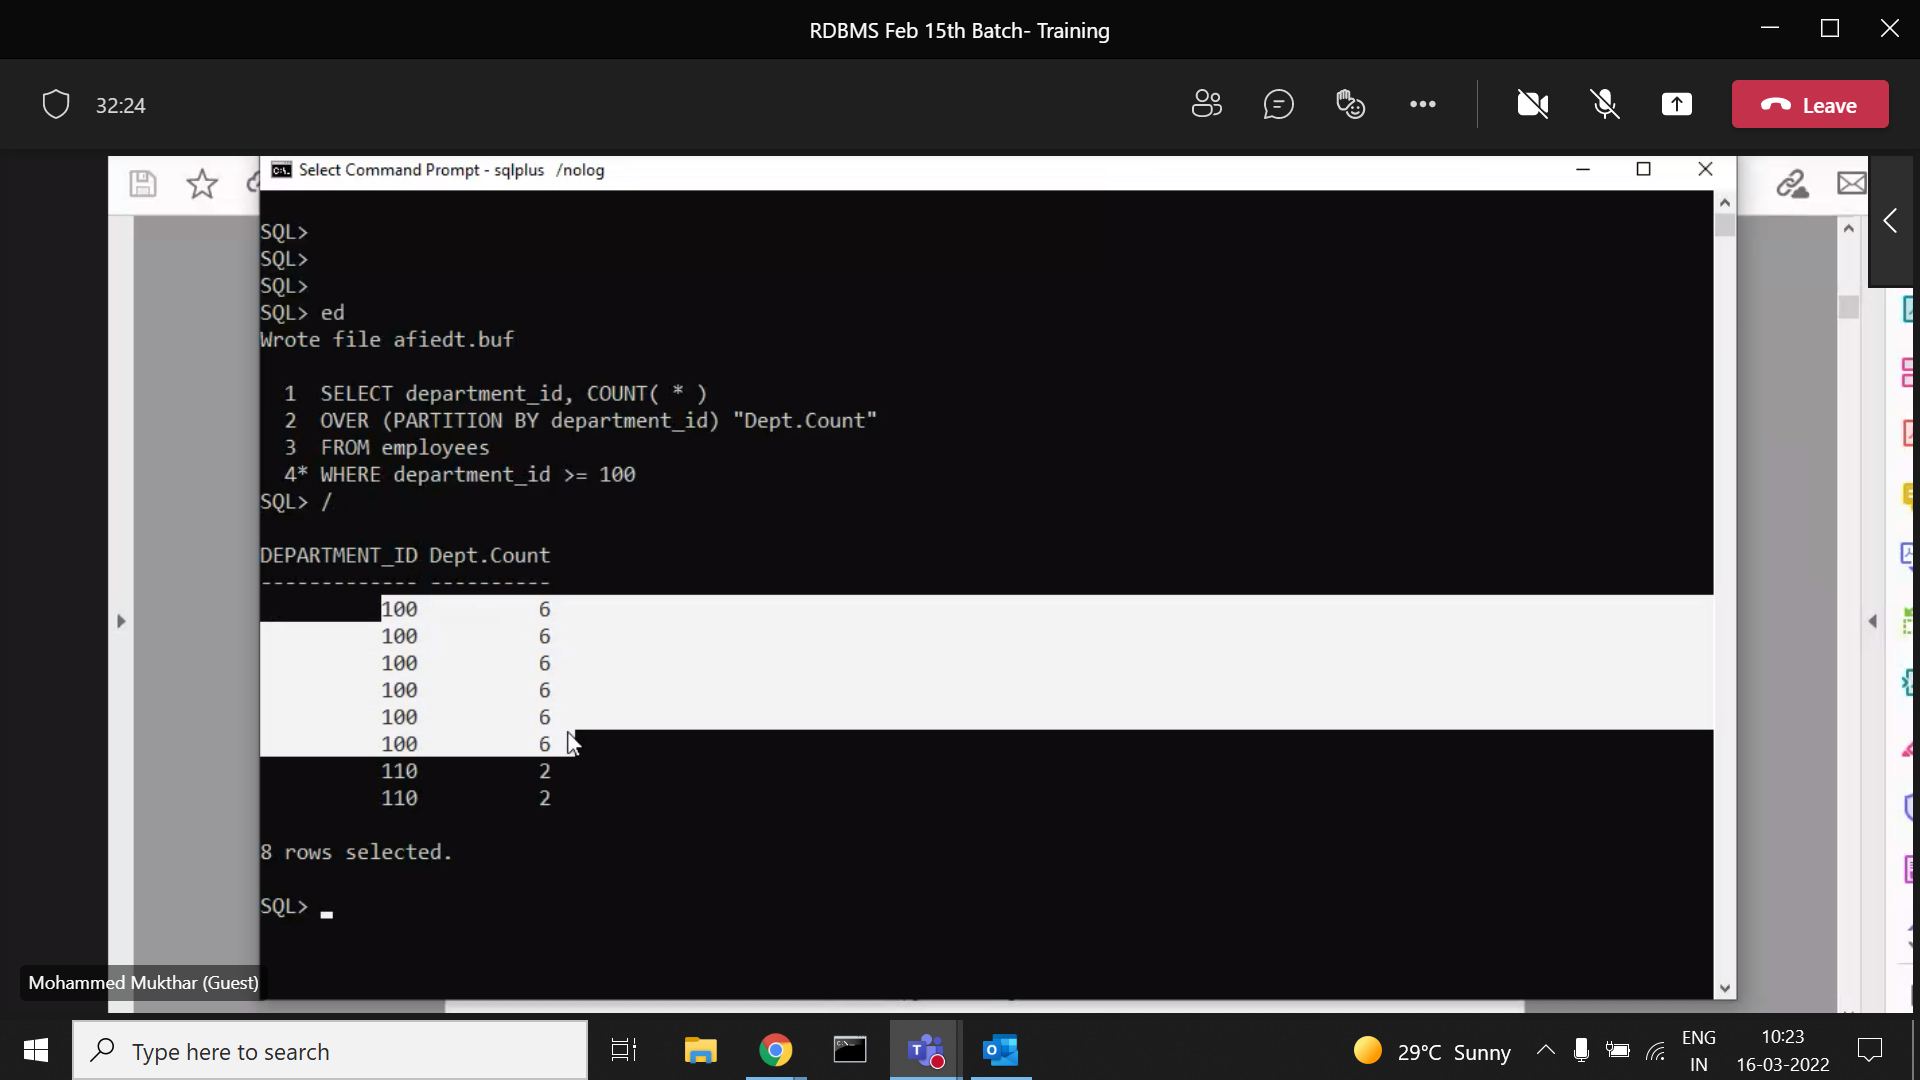 RDBMS Feb 15th Batch- Training
32:24
Leave
Select Command Prompt - sqlplus /nolog
SQL>
SQL>
SQL>
SQL> ed
Wrote file afiedt.buf
1 SELECT department_id, COUNT( * )
2 OVER (PARTITION BY department_id) "Dept.Count"
3 FROM employees
4* WHERE department_id >= 100
SQL> /
DEPARTMENT_ID Dept.Count
------------- ----------
100 6
100 6
100 6
100 6
100 6
100 6
110 2
110 2
8 rows selected.
SQL>
Mohammed Mukthar (Guest)
Type here to search
29°C Sunny
ENG
IN
10:23
16-03-2022